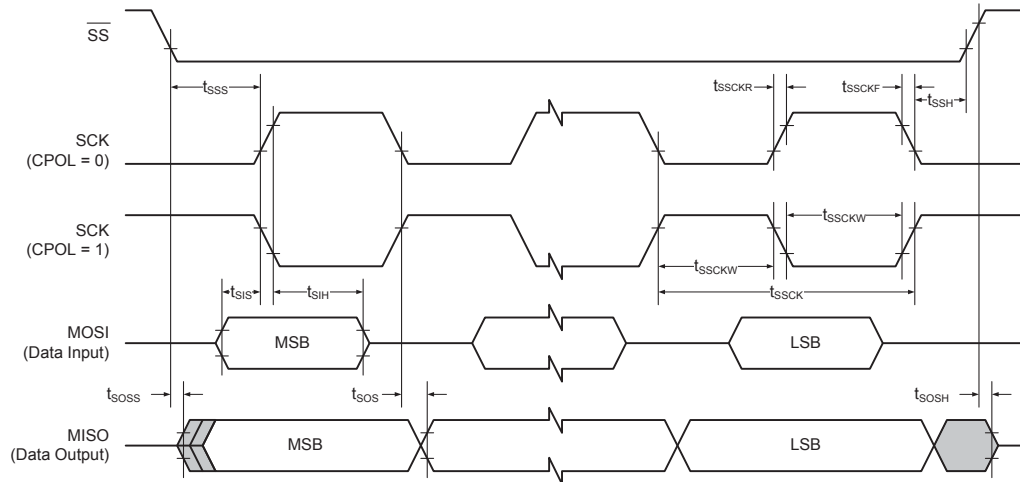 SS
tSSS
tSSCKR
tSSCKF
tSSH
SCK
(CPOL = 0)
SCK
(CPOL = 1)
tSSCKW
tSSCKW
tSSCK
tSIS
tSIH
MOSI
(Data Input)
MSB
LSB
tSOSS
tSOS
tSOSH
MISO
(Data Output)
MSB
LSB